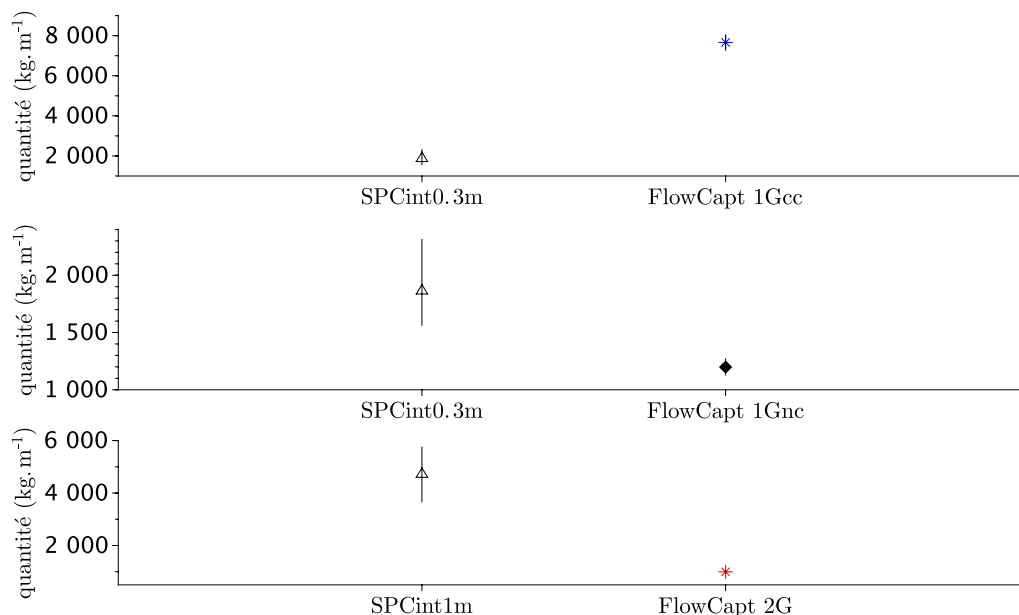 quantité (kg.m-1)
8 000
6 000
4 000
2 000
SPCint0.3m FlowCapt 1Gcc
quantité (kg.m-1)
2 000
1 500
1 000
SPCint0.3m FlowCapt 1Gnc
quantité (kg.m-1)
6 000
4 000
2 000
SPCint1m FlowCapt 2G